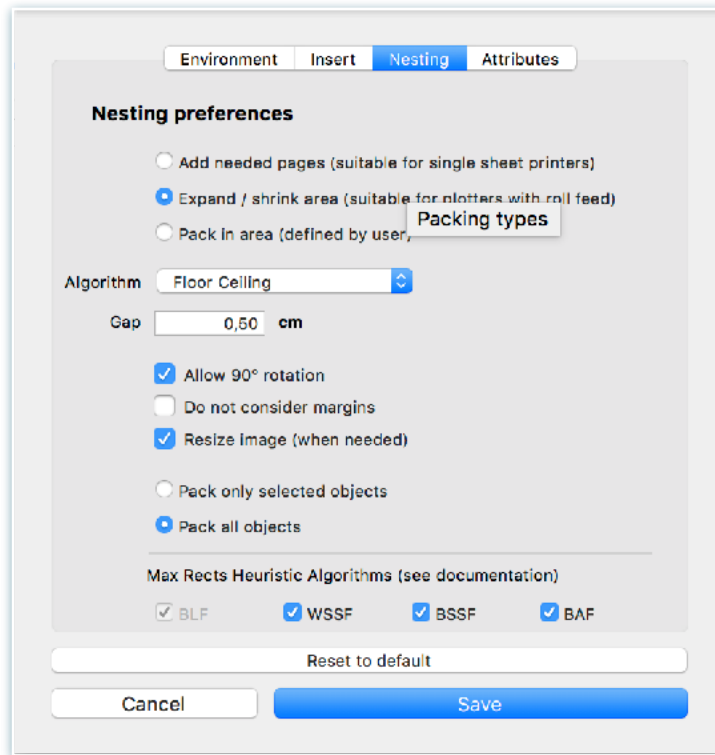 Environment Insert Nesting Attributes
Nesting preferences
Add needed pages (suitable for single sheet printers)
Expand / shrink area (suitable for plotters with roll feed)
Packing types
Pack in area (defined by user)
Algorithm Floor Ceiling
Gap 0,50 cm
Allow 90° rotation
Do not consider margins
Resize image (when needed)
Pack only selected objects
Pack all objects
Max Rects Heuristic Algorithms (see documentation)
BLF WSSF BSSF BAF
Reset to default
Cancel Save